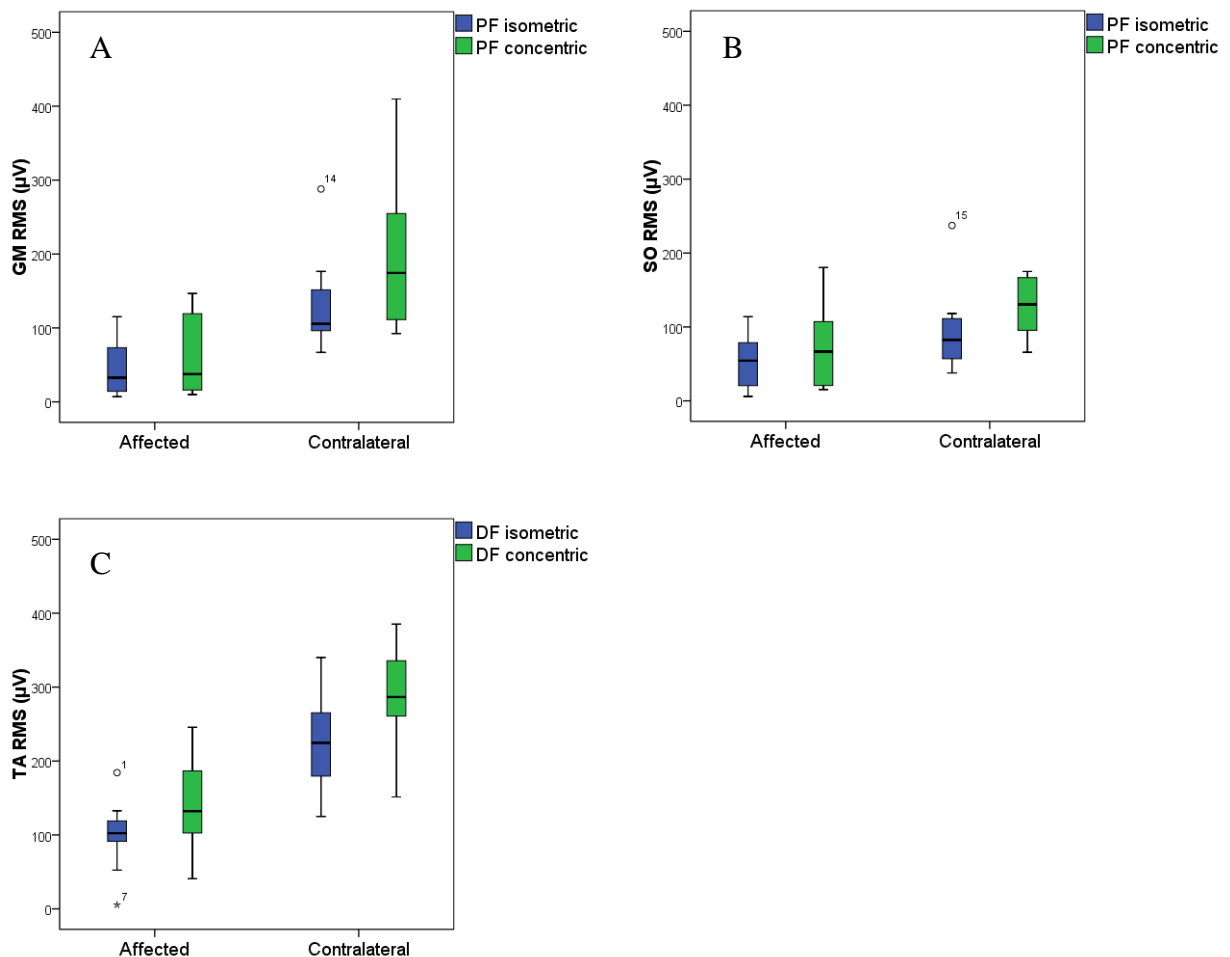 A
GM RMS (µV)
500
400
300
200
100
0
14
Affected
Contralateral
PF isometric
PF concentric
B
SO RMS (µV)
500
400
300
200
100
0
15
Affected
Contralateral
PF isometric
PF concentric
C
TA RMS (µV)
500
400
300
200
100
0
1
7
Affected
Contralateral
DF isometric
DF concentric